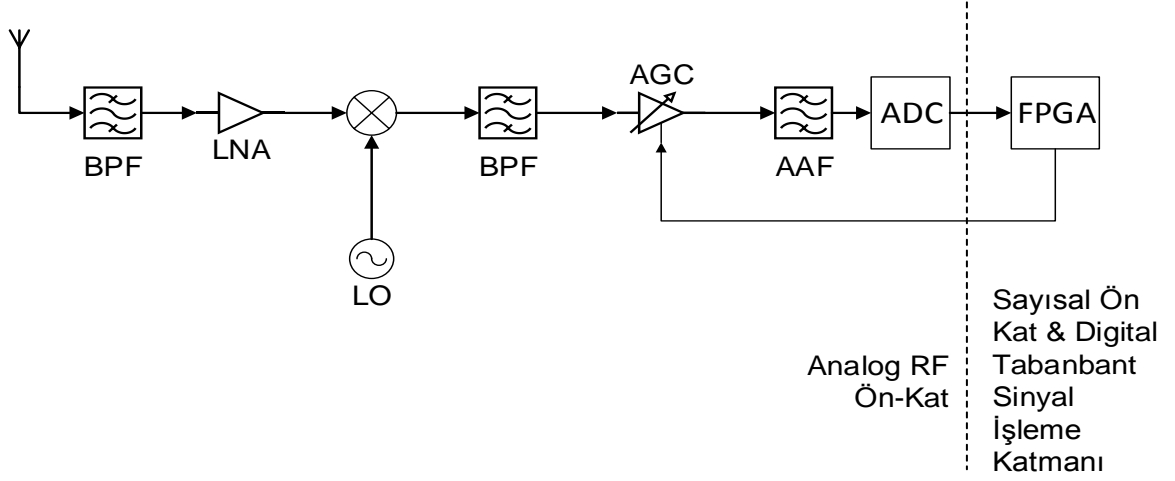 AGC
ADC
FPGA
BPF
LNA
BPF
AAF
LO
Analog RF
Ön-Kat
Sayısal Ön
Kat & Digital
Tabanbant
Sinyal
İşleme
Katmanı